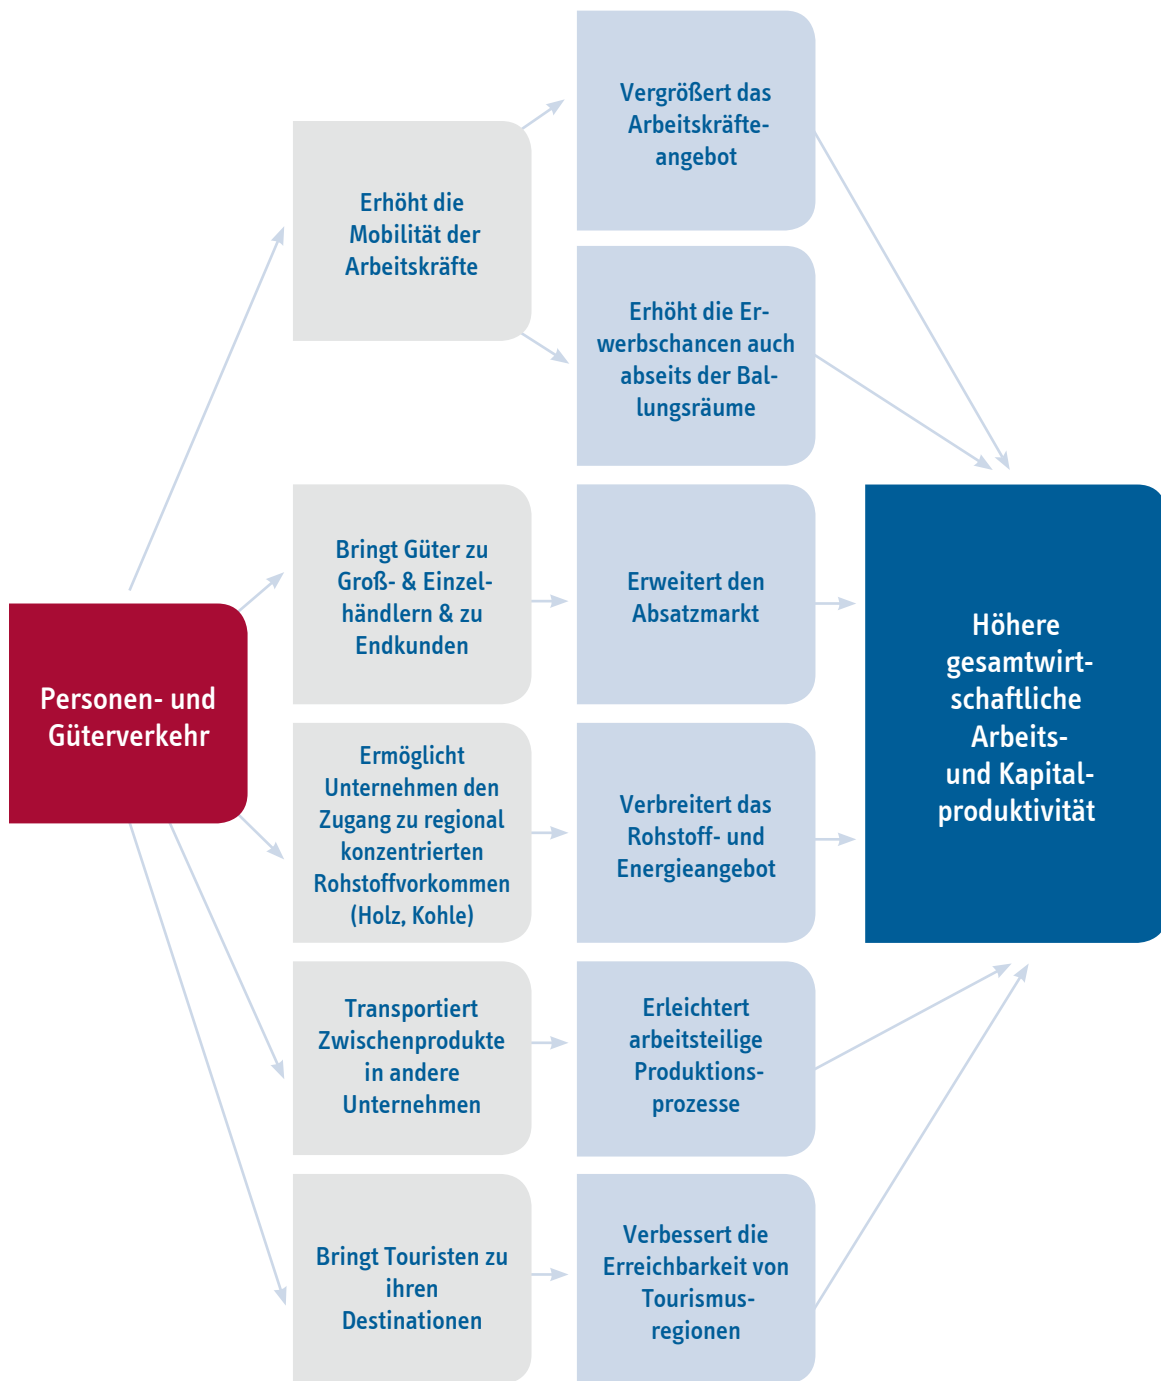 Personen- und
Güterverkehr
Erhöht die
Mobilität der
Arbeitskräfte
Vergrößert das
Arbeitskräfte-
angebot
Erhöht die Er-
werbschancen auch
abseits der Bal-
lungsräume
Bringt Güter zu
Groß- & Einzel-
händlern & zu
Endkunden
Erweitert den
Absatzmarkt
Ermöglicht
Unternehmen den
Zugang zu regional
konzentrierten
Rohstoffvorkommen
(Holz, Kohle)
Verbreitert das
Rohstoff- und
Energieangebot
Transportiert
Zwischenprodukte
in andere
Unternehmen
Erleichtert
arbeitsteilige
Produktions-
prozesse
Bringt Touristen zu
ihren
Destinationen
Verbessert die
Erreichbarkeit von
Tourismus-
regionen
Höhere
gesamtwirt-
schaftliche
Arbeits-
und Kapital-
produktivität